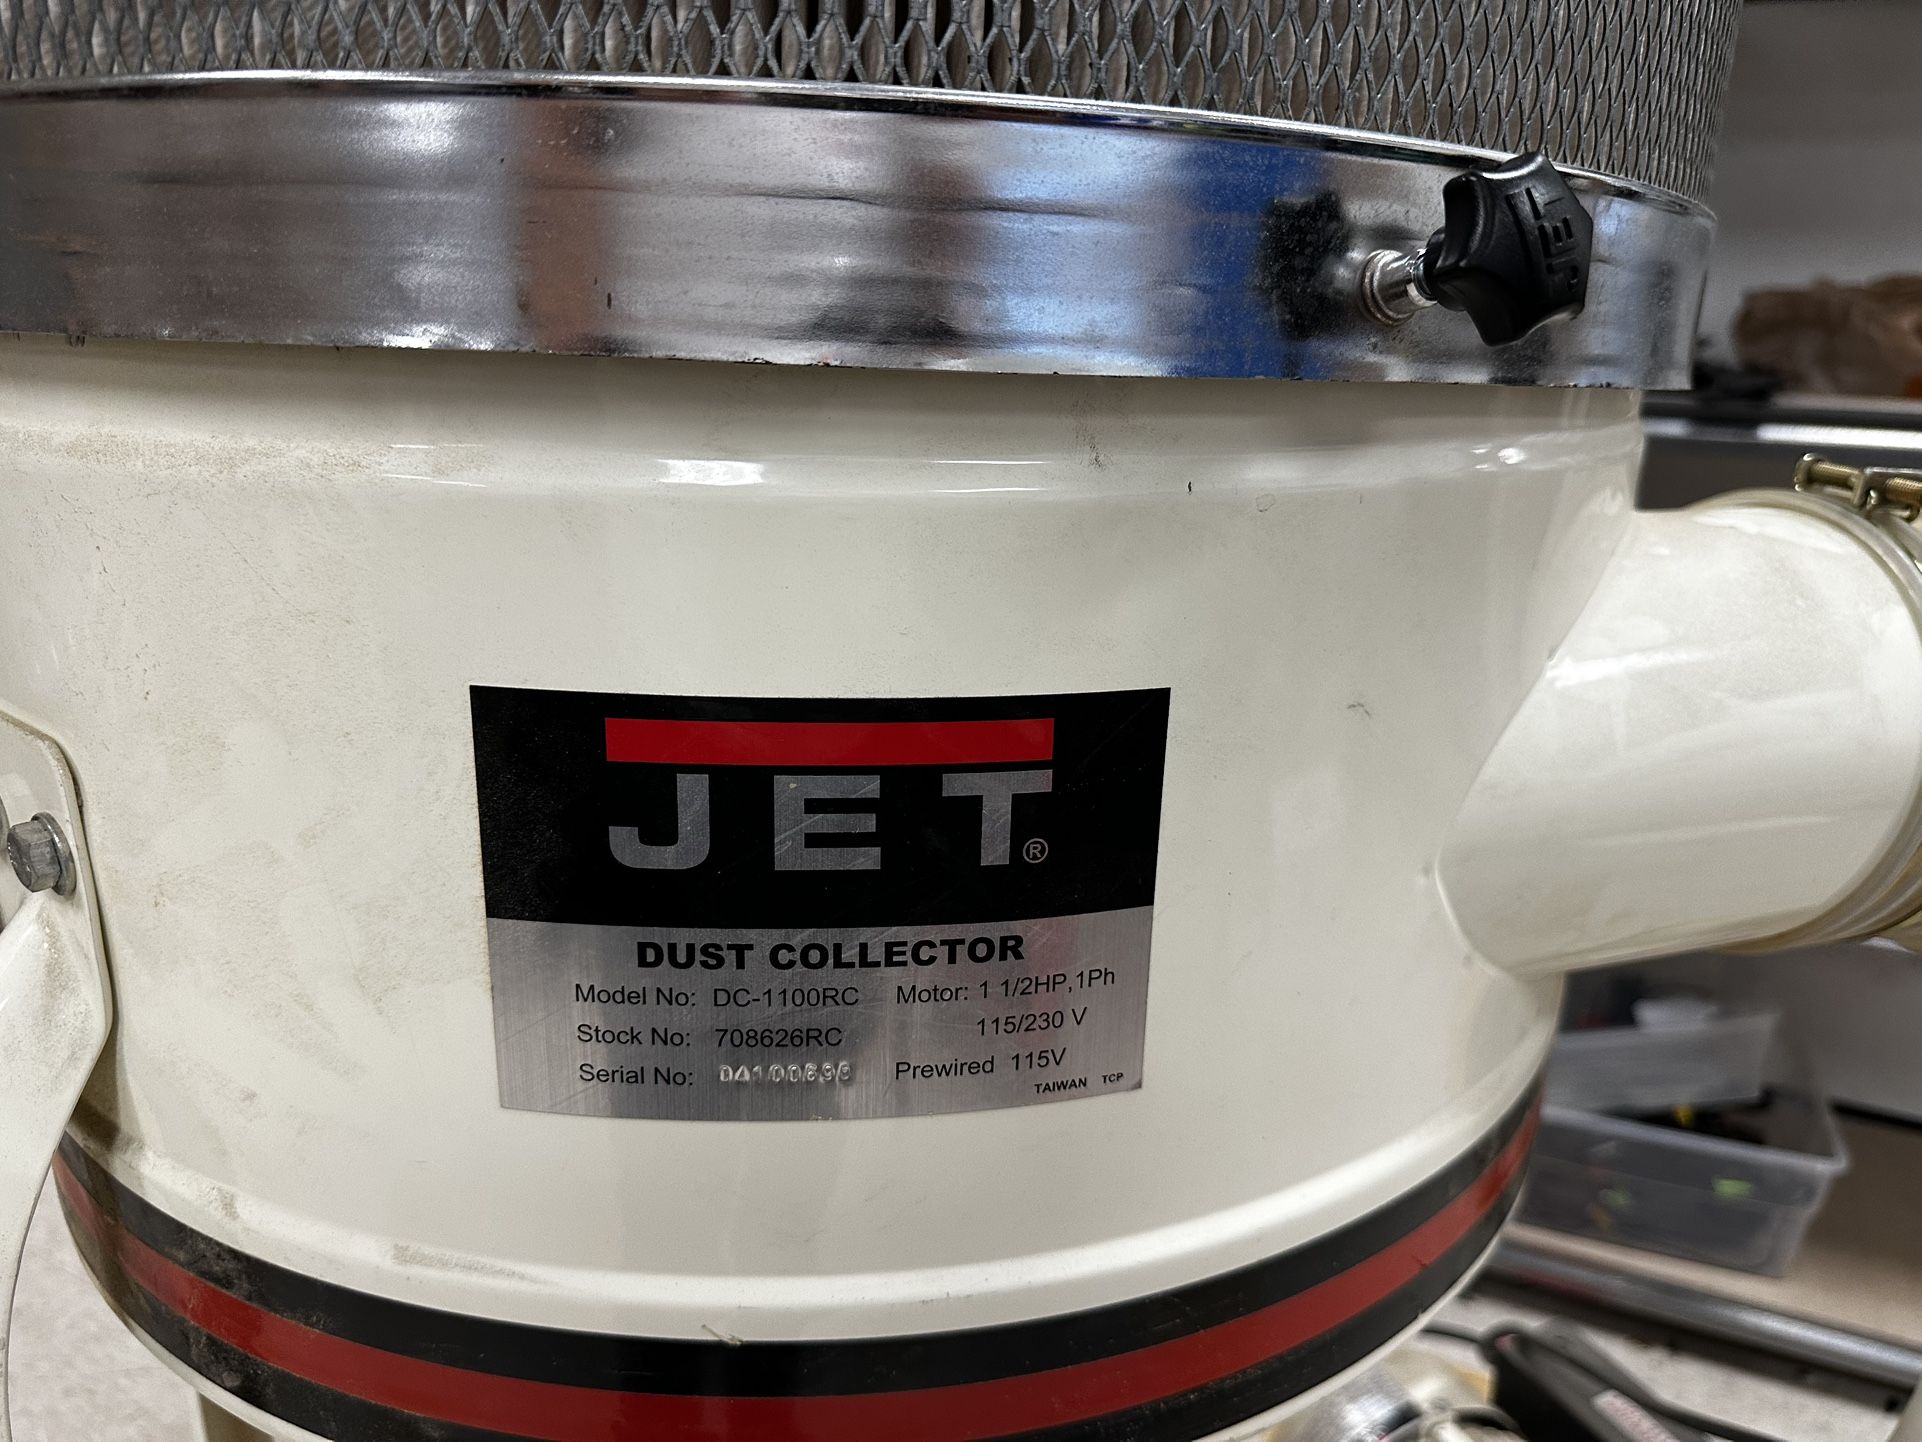 JET
JET®
DUST COLLECTOR
Model No: DC-1100RC Motor: 1 1/2HP,1Ph
Stock No: 708626RC 115/230 V
Serial No: 04100698 Prewired 115V
TAIWAN TCP